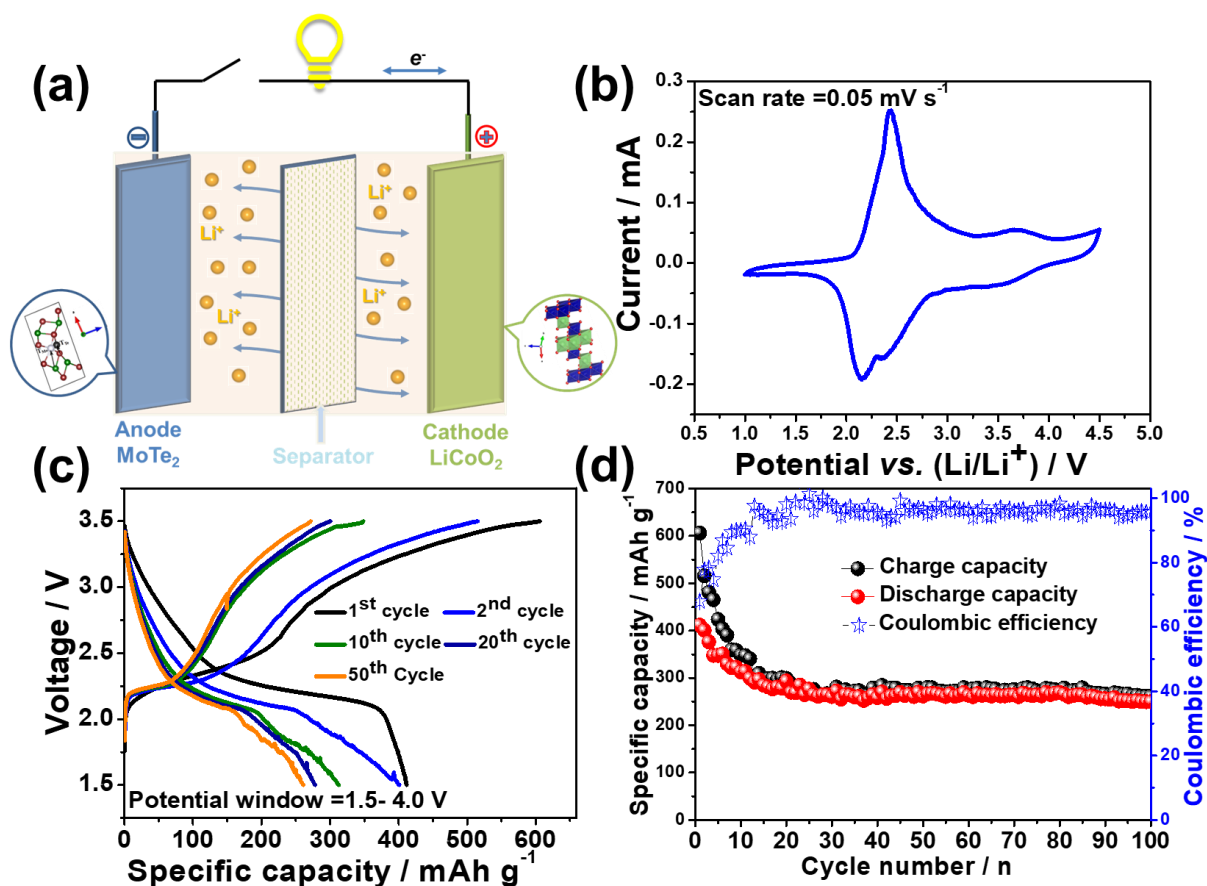 (a)
e⁻
Li⁺
Li⁺
Li⁺
Li⁺
Li⁺
Anode
MoTe₂
Separator
Cathode
LiCoO₂
(b)
Scan rate =0.05 mV s⁻¹
Current / mA
0.3
0.2
0.1
0.0
-0.1
-0.2
0.5 1.0 1.5 2.0 2.5 3.0 3.5 4.0 4.5 5.0
Potential vs. (Li/Li⁺) / V
(c)
Voltage / V
3.5
3.0
2.5
2.0
1.5
1ˢᵗ cycle
2ⁿᵈ cycle
10ᵗʰ cycle
20ᵗʰ cycle
50ᵗʰ Cycle
Potential window =1.5- 4.0 V
0 100 200 300 400 500 600
Specific capacity / mAh g⁻¹
(d)
Specific capacity / mAh g⁻¹
700
600
500
400
300
200
100
0
Charge capacity
Discharge capacity
Coulombic efficiency
0 10 20 30 40 50 60 70 80 90 100
Cycle number / n
100
80
60
40
20
0
Coulombic efficiency / %